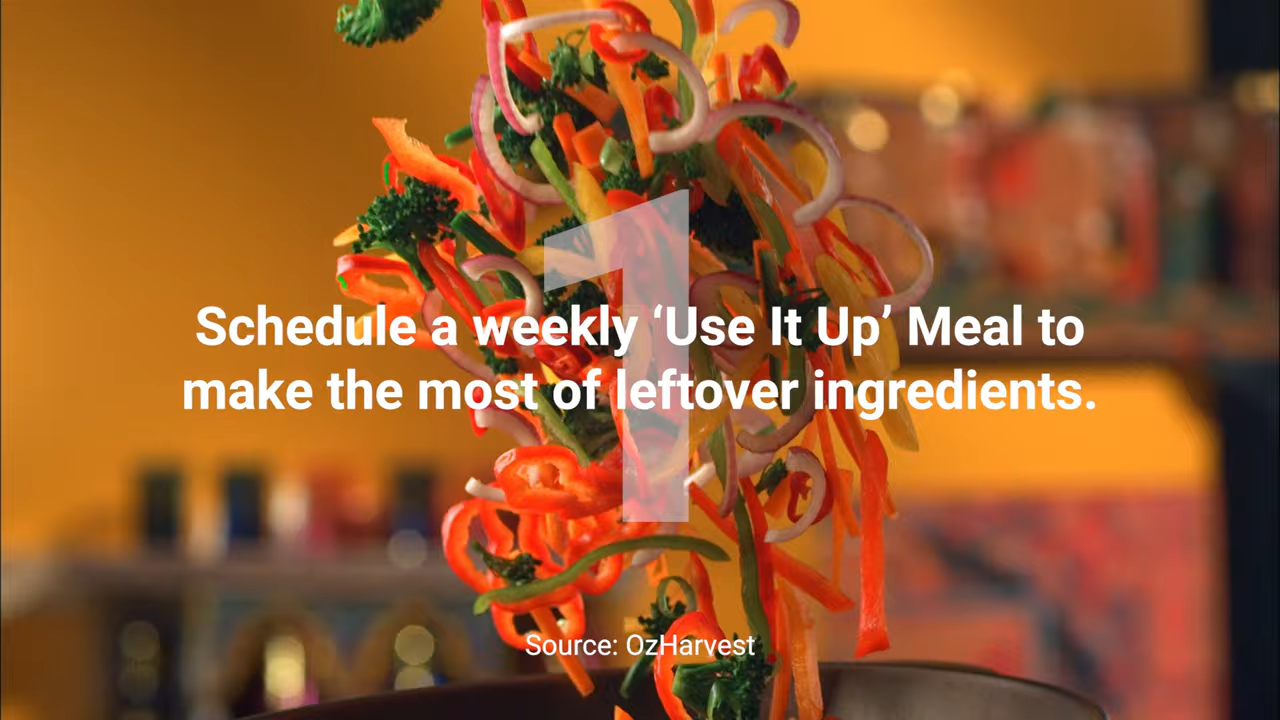 1
Schedule a weekly ‘Use It Up’ Meal to
make the most of leftover ingredients.
Source: OzHarvest